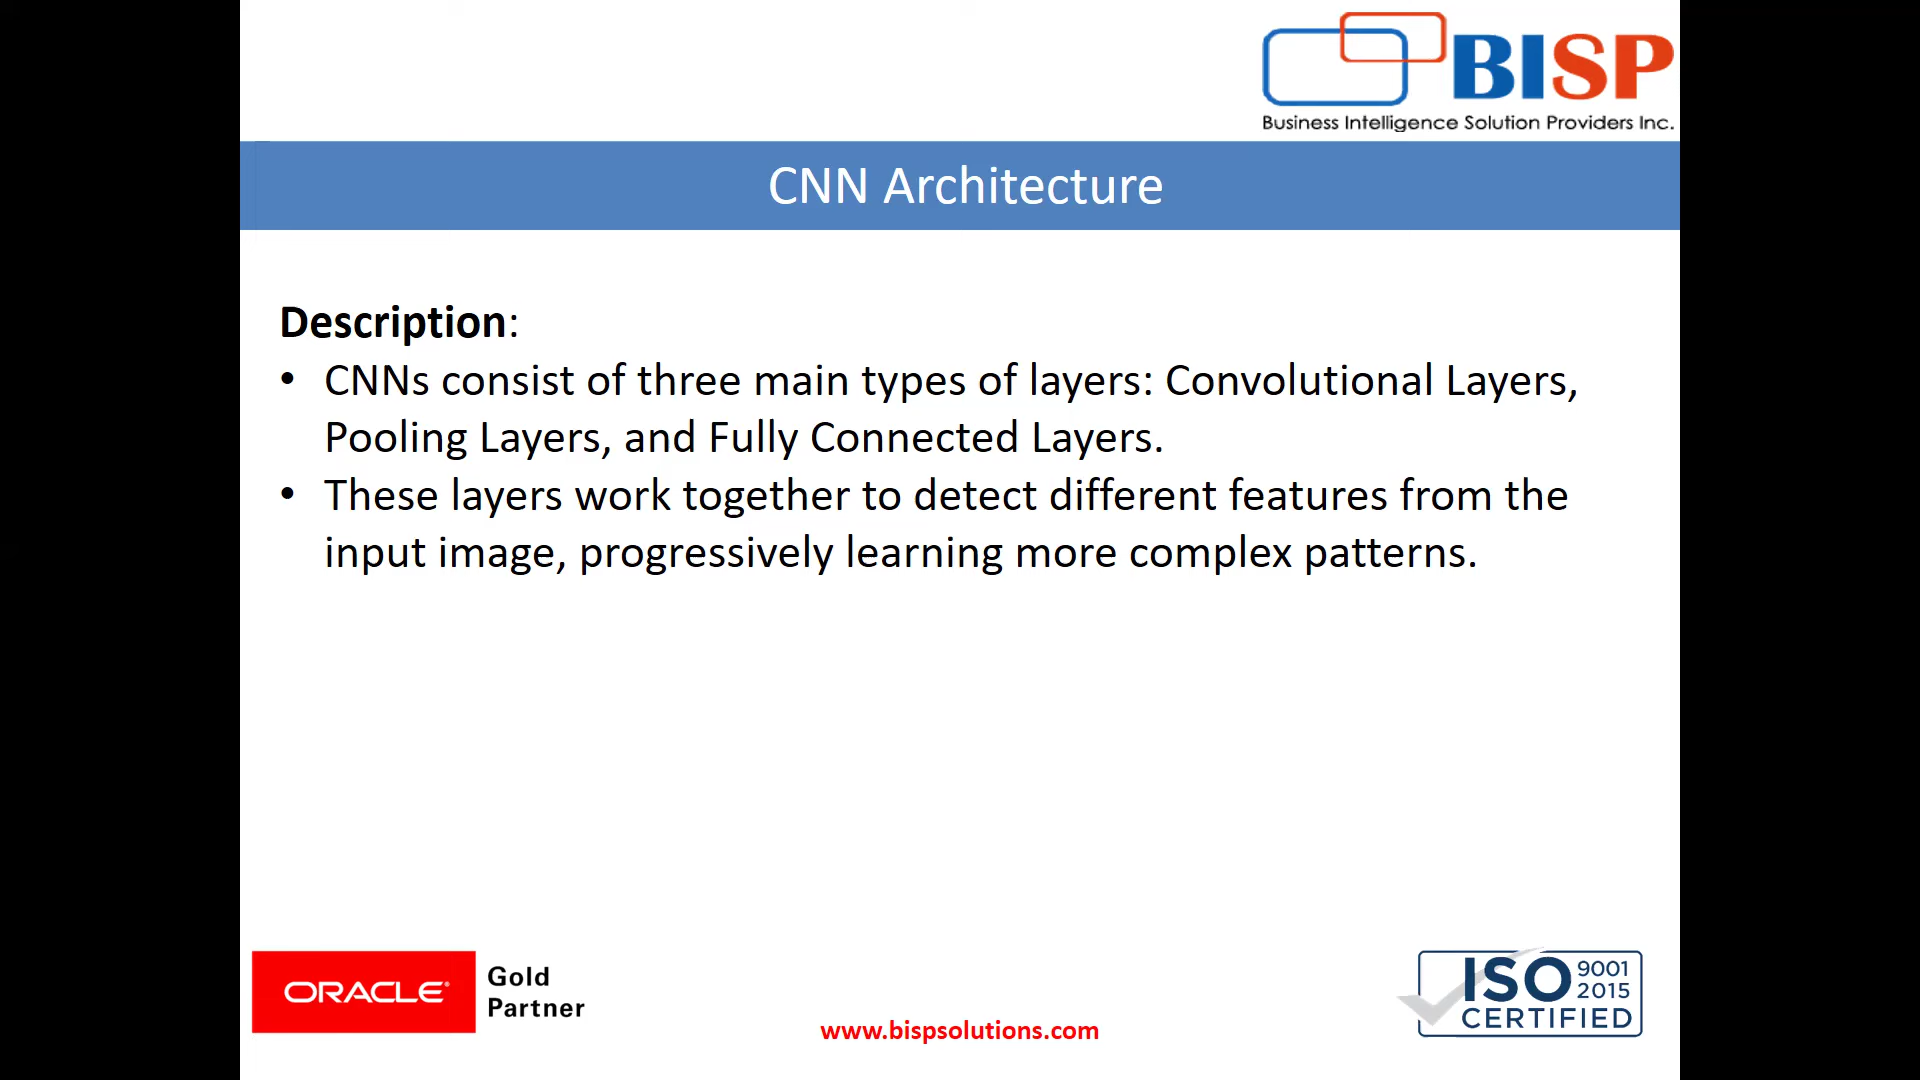 BISP
Business Intelligence Solution Providers Inc.
CNN Architecture
Description:
• CNNs consist of three main types of layers: Convolutional Layers,
Pooling Layers, and Fully Connected Layers.
• These layers work together to detect different features from the
input image, progressively learning more complex patterns.
ORACLE®
Gold
Partner
www.bispsolutions.com
ISO 9001
2015
CERTIFIED